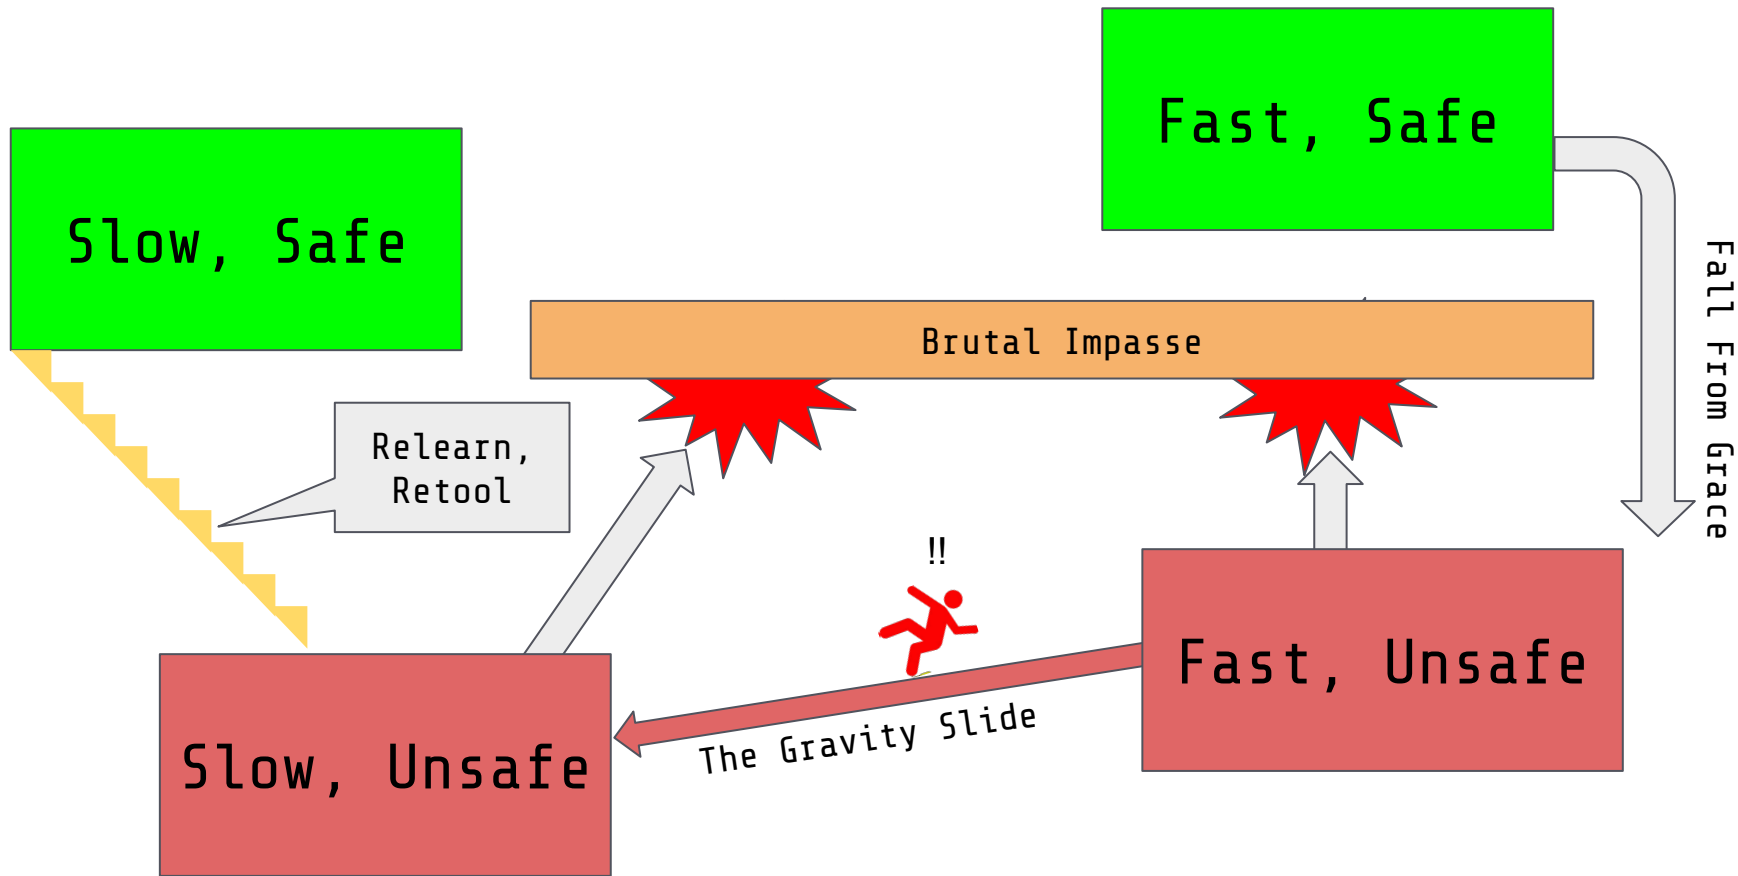 Fast, Safe
Slow, Safe
Brutal Impasse
Fall From Grace
Relearn,
Retool
!!
Fast, Unsafe
The Gravity Slide
Slow, Unsafe